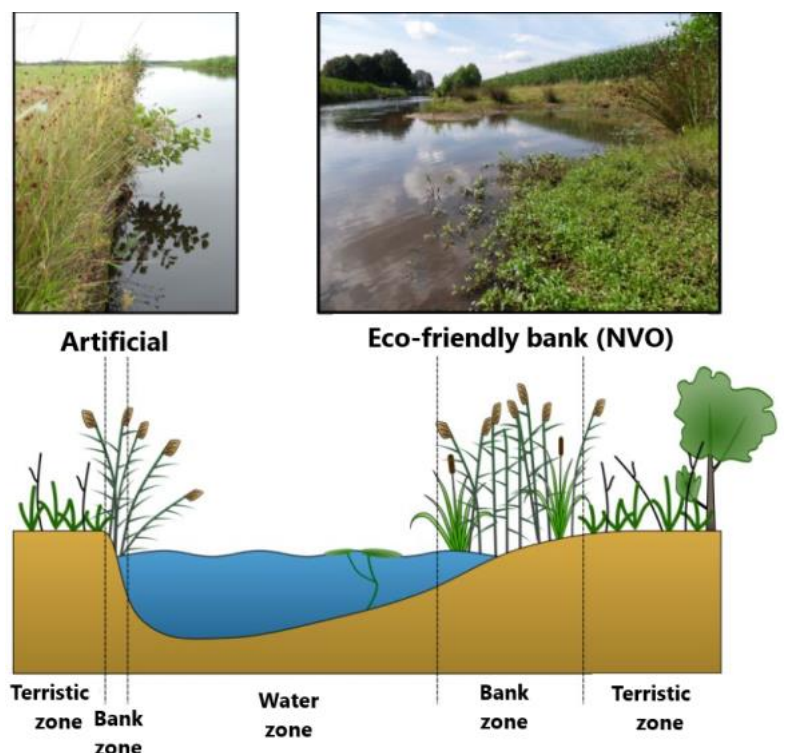 Artificial
Eco-friendly bank (NVO)
Terristic
zone
Bank
zone
Water
zone
Bank
zone
Terristic
zone